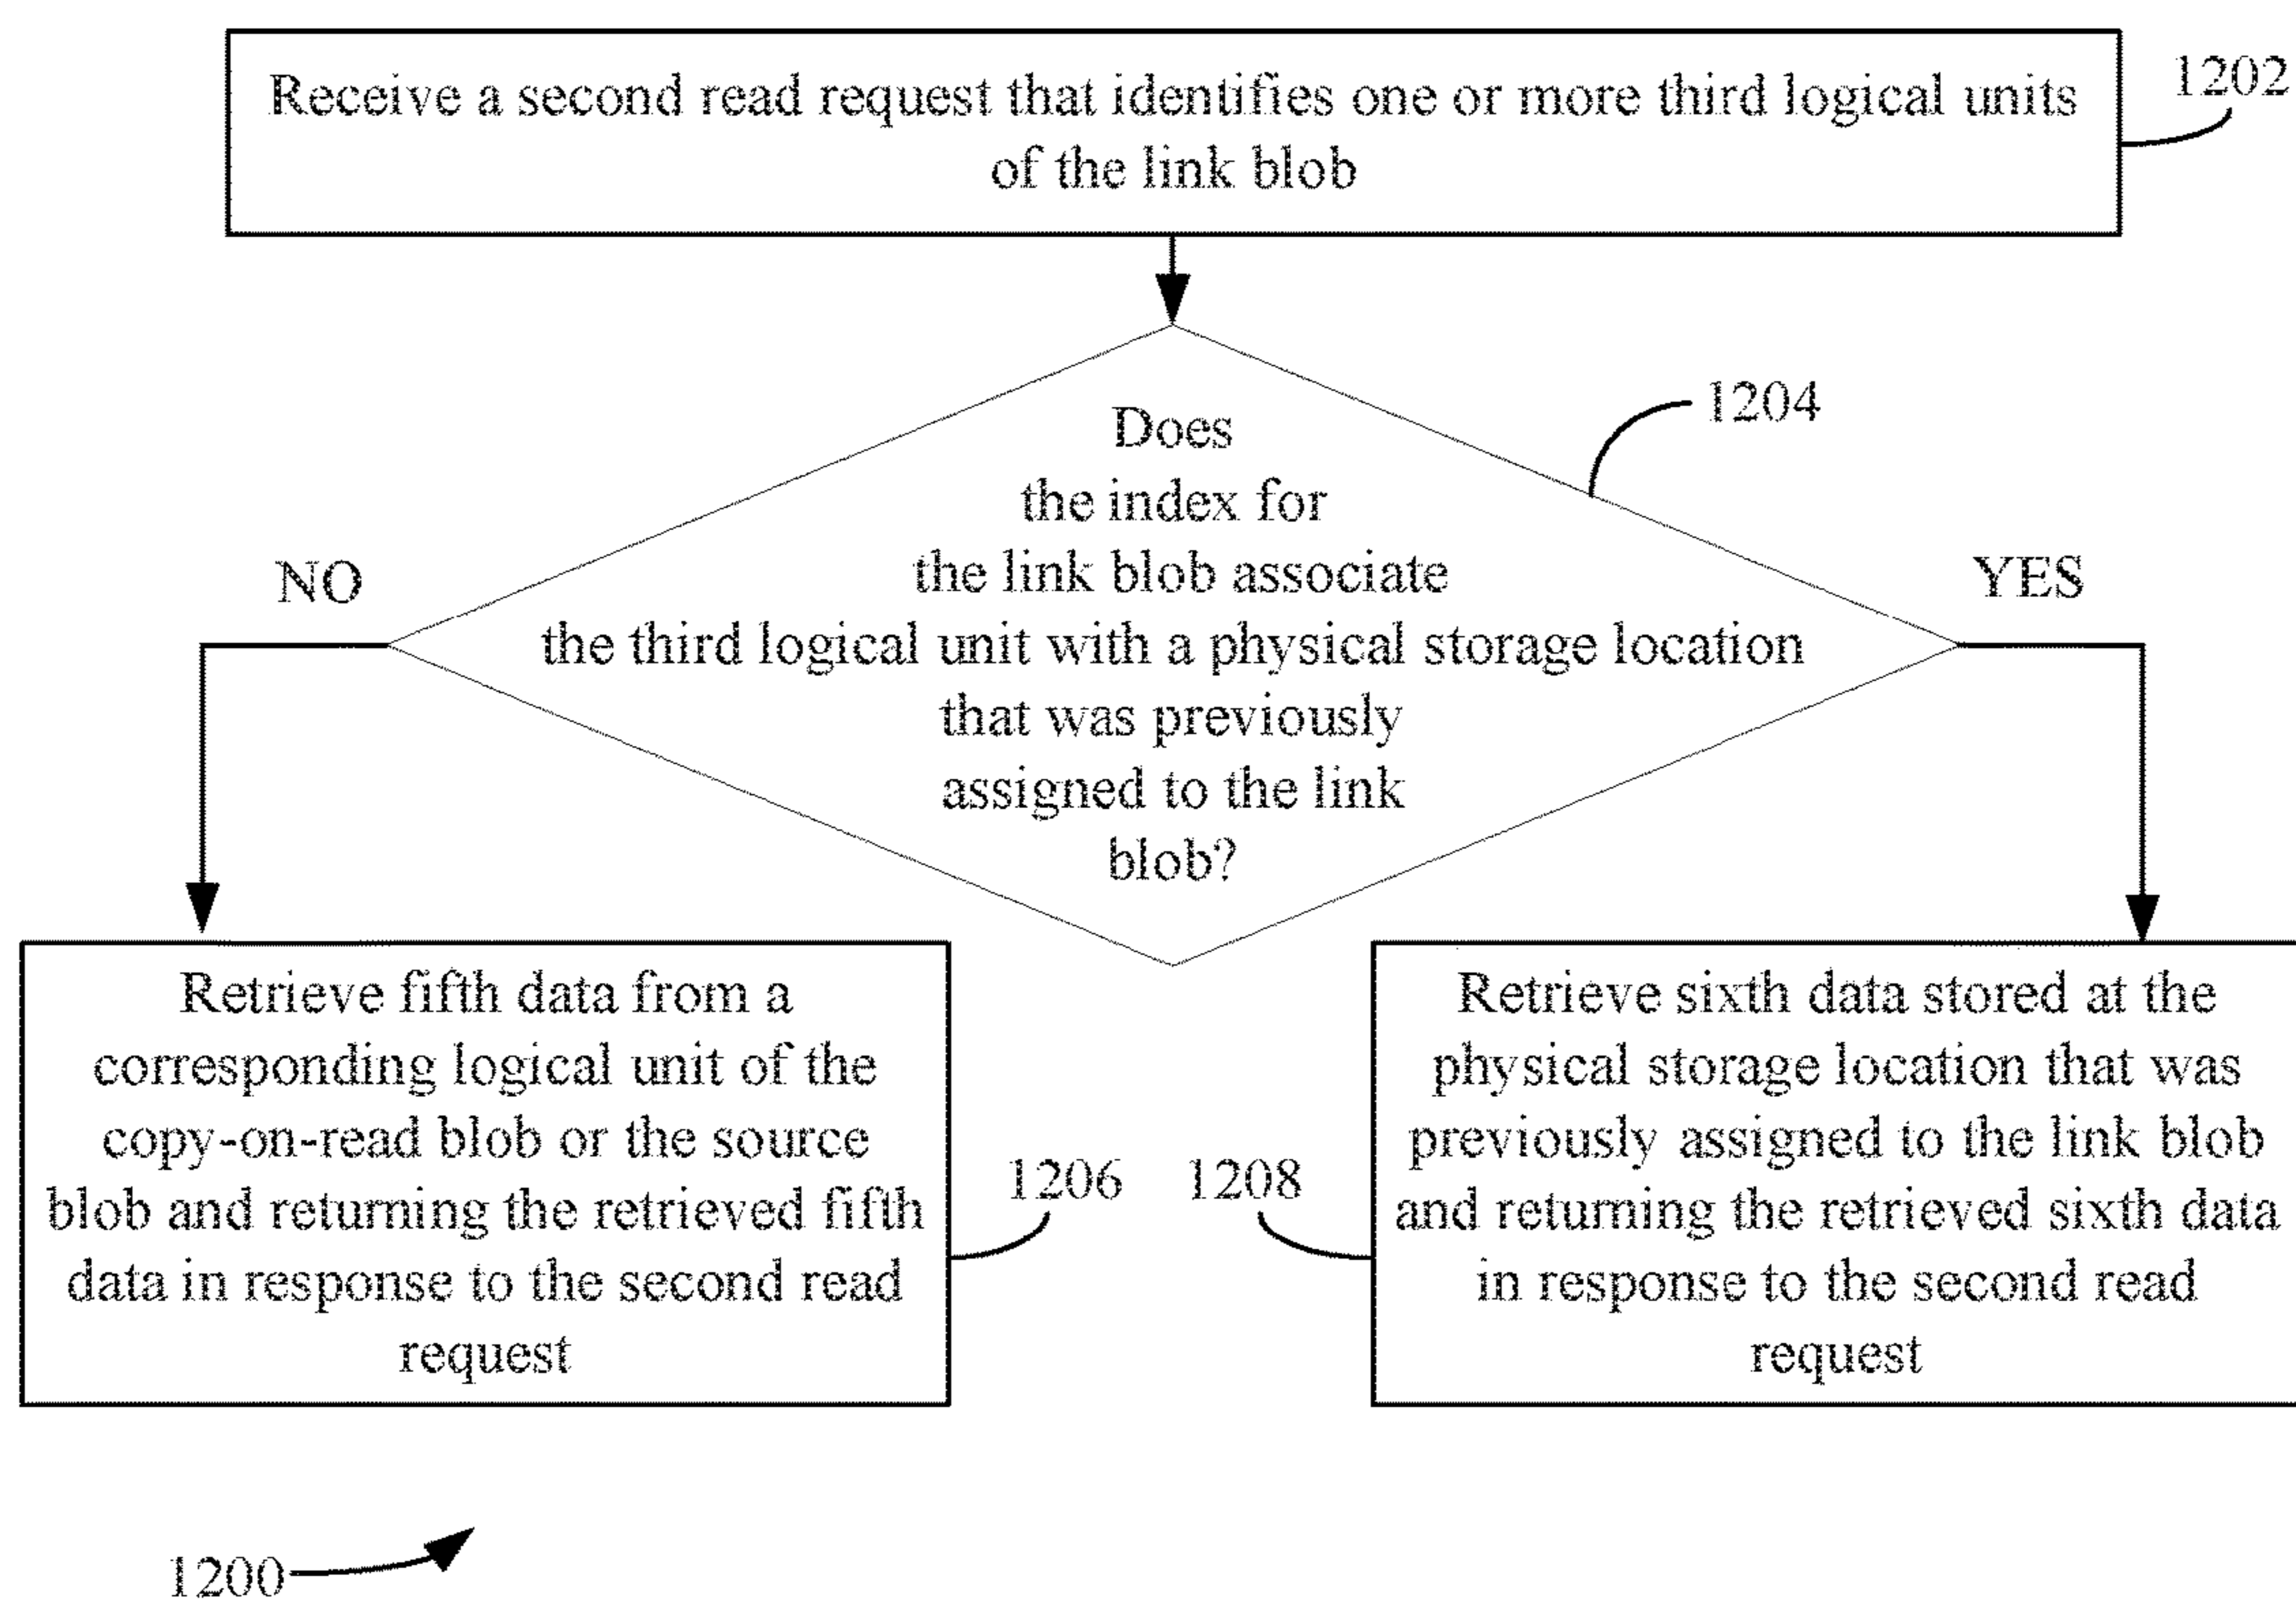 Receive a second read request that identifies one or more third logical units
of the link blob
1202
1204
Does
the index for
the link blob associate
the third logical unit with a physical storage location
that was previously
assigned to the link
blob?
NO
YES
Retrieve fifth data from a
corresponding logical unit of the
copy-on-read blob or the source
blob and returning the retrieved fifth
data in response to the second read
request
1206
1208
Retrieve sixth data stored at the
physical storage location that was
previously assigned to the link blob
and returning the retrieved sixth data
in response to the second read
request
1200